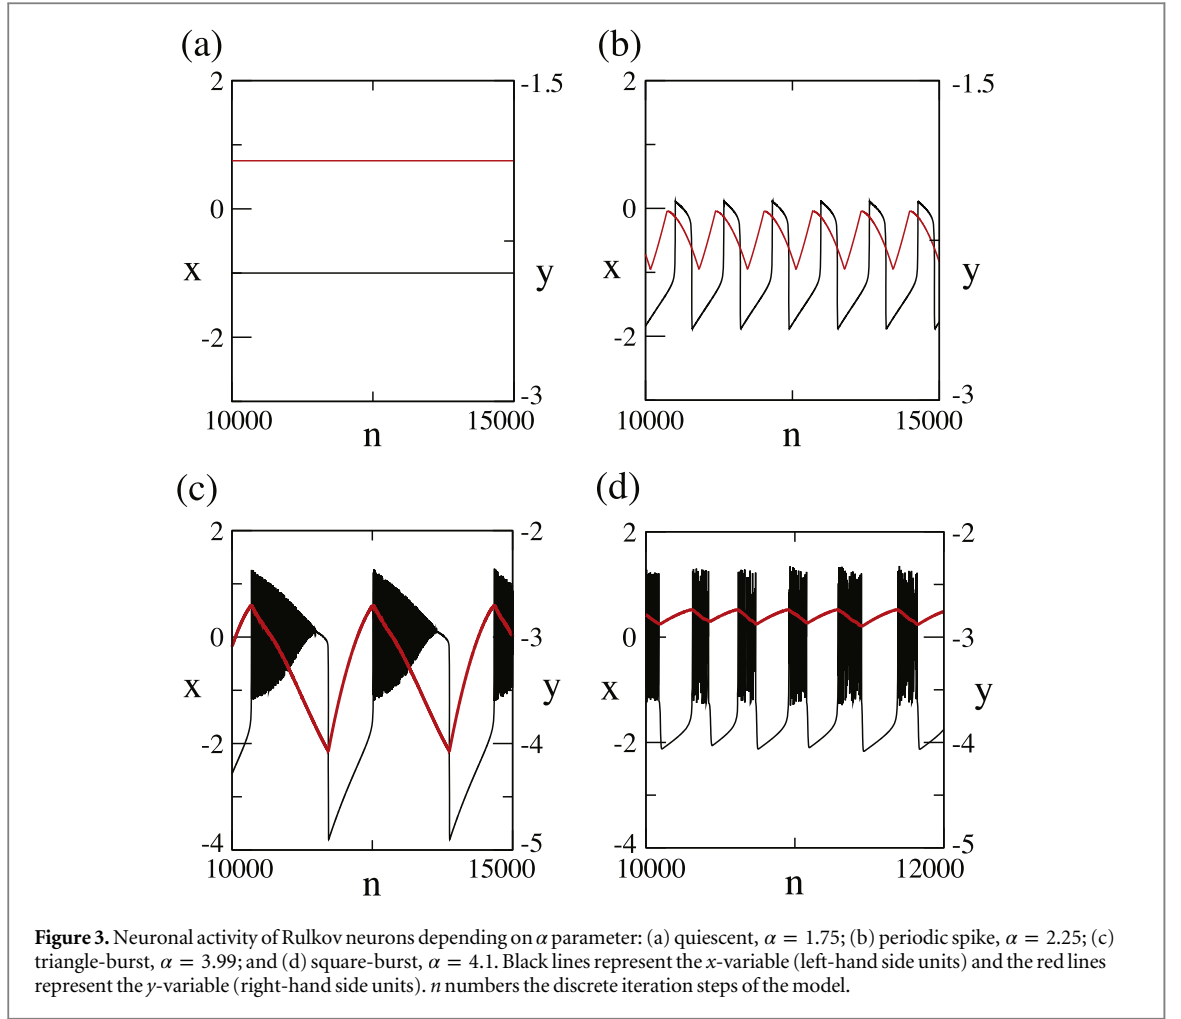 (a)
(b)
2
-1.5
0
x
y
-2
-3
10000
n
15000
2
-1.5
0
x
y
-2
-3
10000
n
15000
(c)
(d)
2
-2
0
-3
x
y
-2
-4
-4
-5
10000
n
15000
2
-2
0
-3
x
y
-2
-4
-4
-5
10000
n
12000
Figure 3. Neuronal activity of Rulkov neurons depending on α parameter: (a) quiescent, α = 1.75; (b) periodic spike, α = 2.25; (c)
triangle-burst, α = 3.99; and (d) square-burst, α = 4.1. Black lines represent the x-variable (left-hand side units) and the red lines
represent the y-variable (right-hand side units). n numbers the discrete iteration steps of the model.